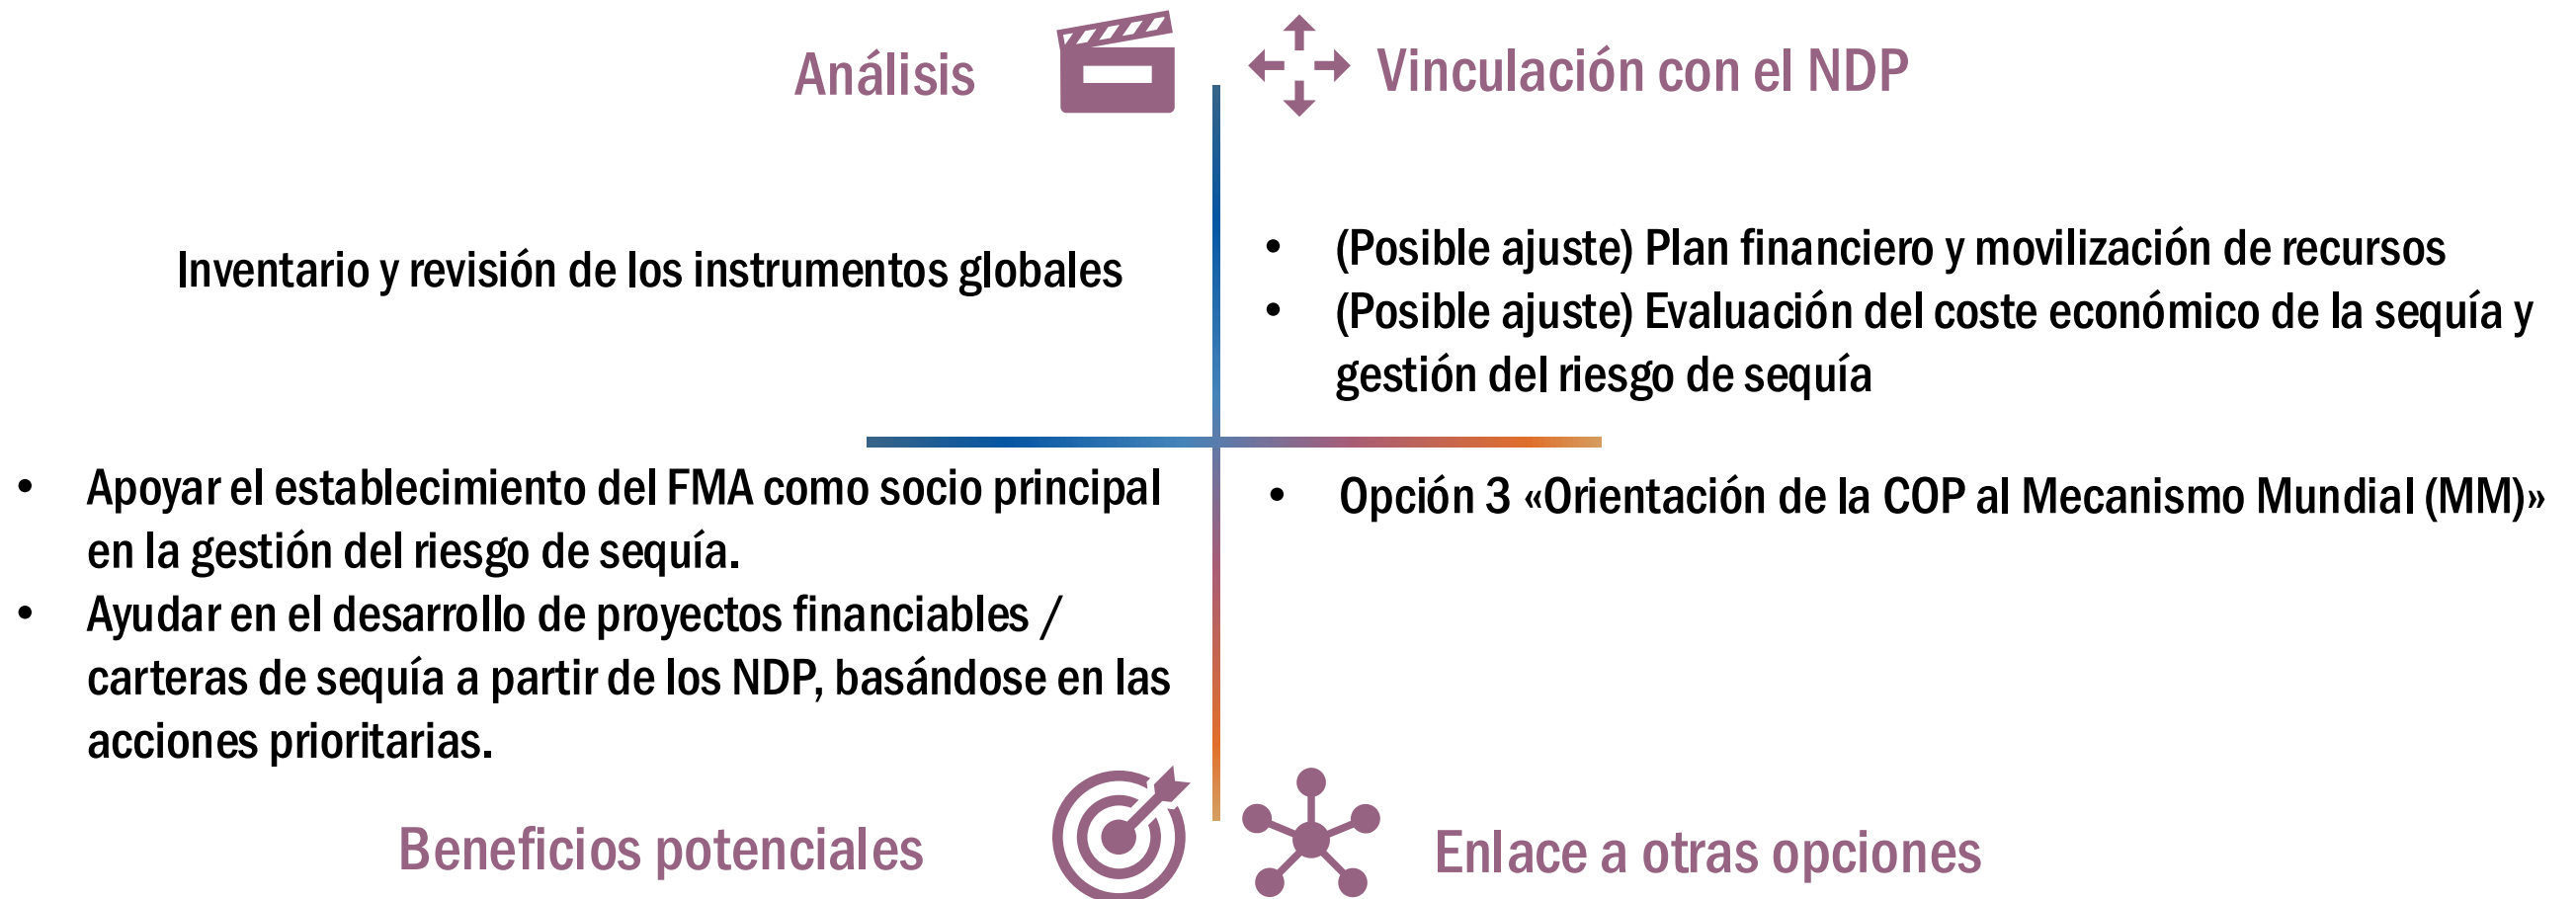 Análisis
Vinculación con el NDP
Inventario y revisión de los instrumentos globales
• (Posible ajuste) Plan financiero y movilización de recursos
• (Posible ajuste) Evaluación del coste económico de la sequía y
gestión del riesgo de sequía
• Apoyar el establecimiento del FMA como socio principal
en la gestión del riesgo de sequía.
• Ayudar en el desarrollo de proyectos financiables /
carteras de sequía a partir de los NDP, basándose en las
acciones prioritarias.
• Opción 3 «Orientación de la COP al Mecanismo Mundial (MM)»
Beneficios potenciales
Enlace a otras opciones